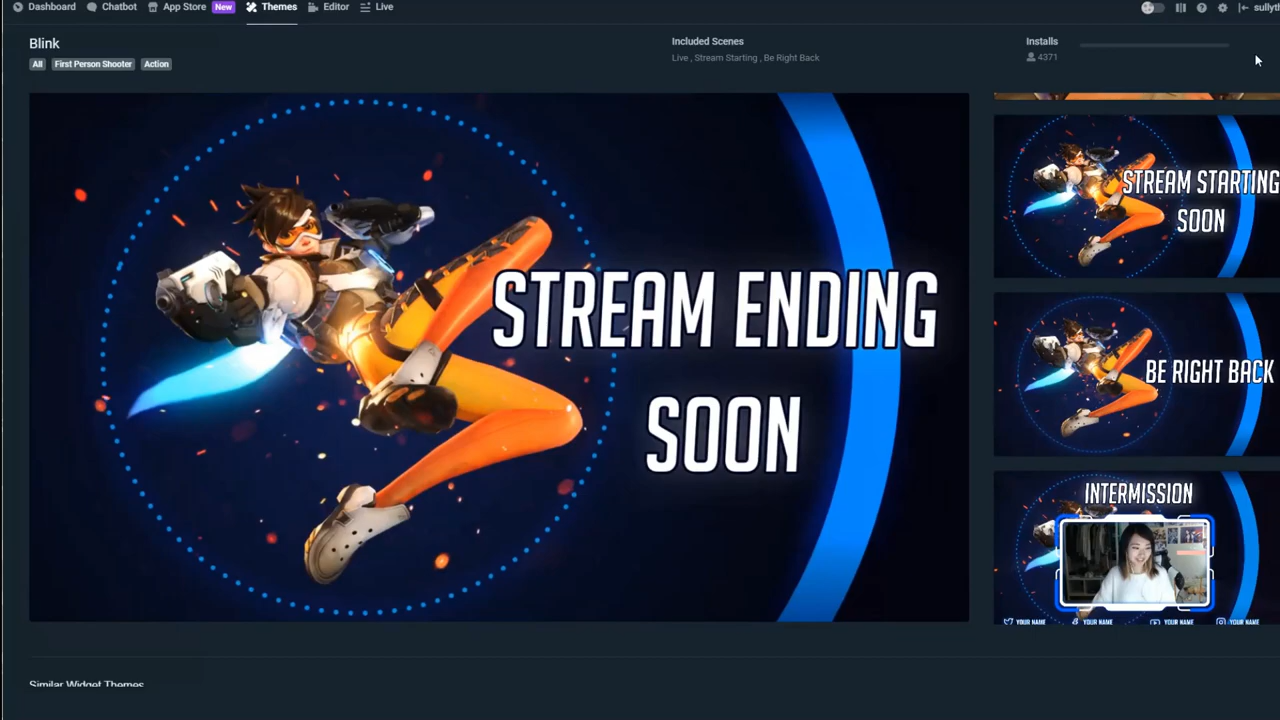 Dashboard Chatbot App Store New Themes Editor Live
Blink
All First Person Shooter Action
Included Scenes
Live , Stream Starting , Be Right Back
Installs
4371
STREAM ENDING
SOON
STREAM STARTING
SOON
BE RIGHT BACK
INTERMISSION
YOUR NAME YOUR NAME YOUR NAME YOUR NAME
Similar Widget Themes